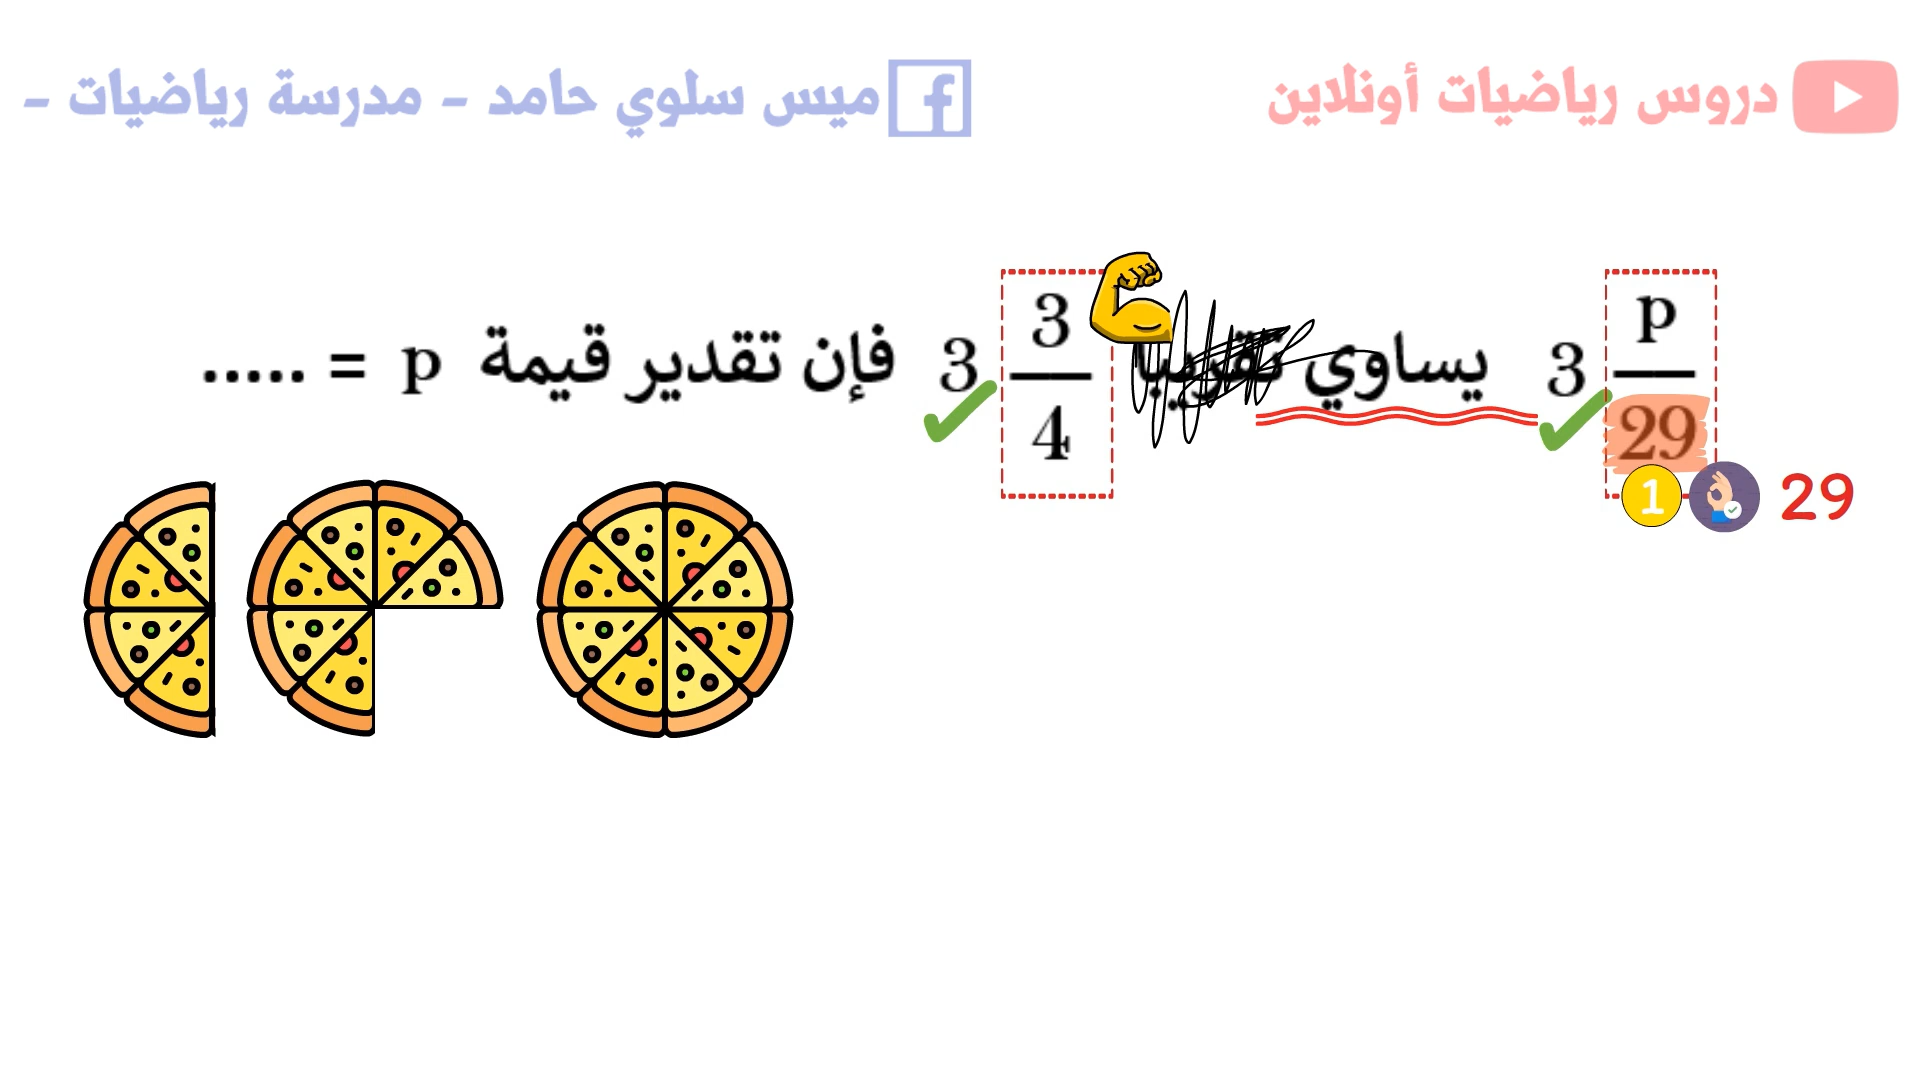 دروس رياضيات أونلاين
ميس سلوي حامد - مدرسة رياضيات -
3 p/29 يساوي تقريبا 3 3/4 فإن تقدير قيمة p = .....
1 29